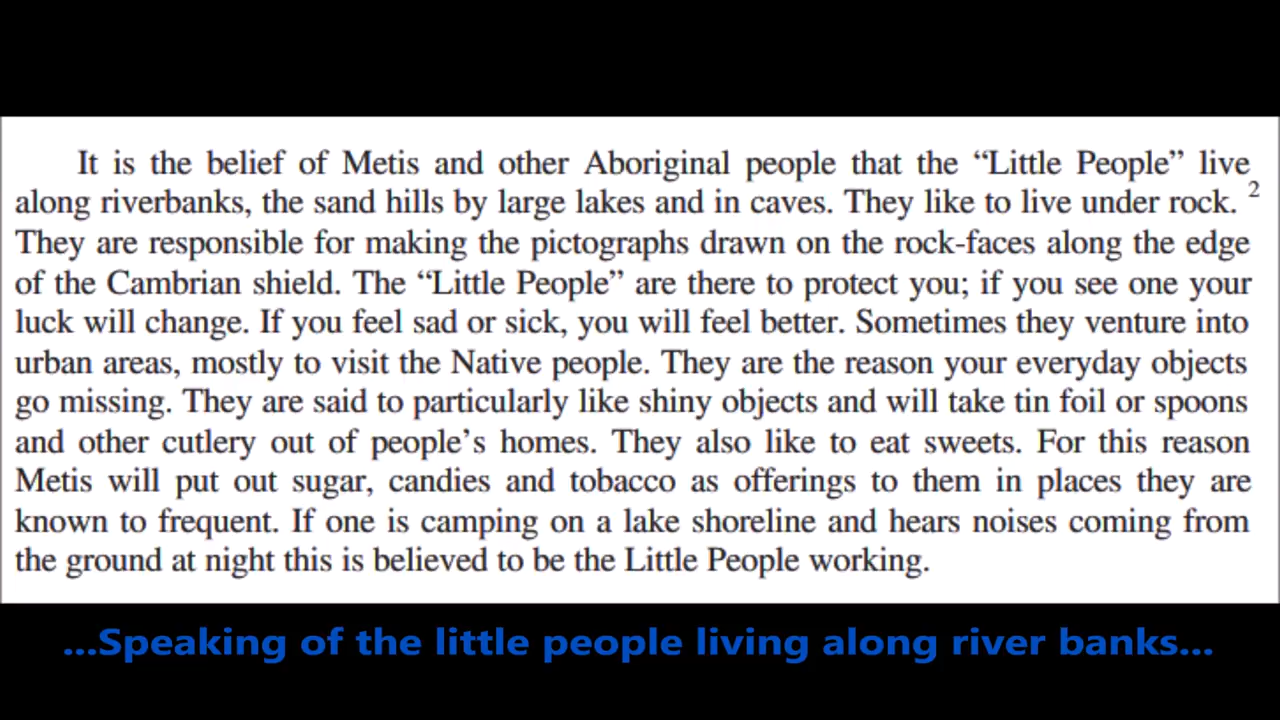 It is the belief of Metis and other Aboriginal people that the “Little People” live
along riverbanks, the sand hills by large lakes and in caves. They like to live under rock. 2
They are responsible for making the pictographs drawn on the rock-faces along the edge
of the Cambrian shield. The “Little People” are there to protect you; if you see one your
luck will change. If you feel sad or sick, you will feel better. Sometimes they venture into
urban areas, mostly to visit the Native people. They are the reason your everyday objects
go missing. They are said to particularly like shiny objects and will take tin foil or spoons
and other cutlery out of people’s homes. They also like to eat sweets. For this reason
Metis will put out sugar, candies and tobacco as offerings to them in places they are
known to frequent. If one is camping on a lake shoreline and hears noises coming from
the ground at night this is believed to be the Little People working.
...Speaking of the little people living along river banks...